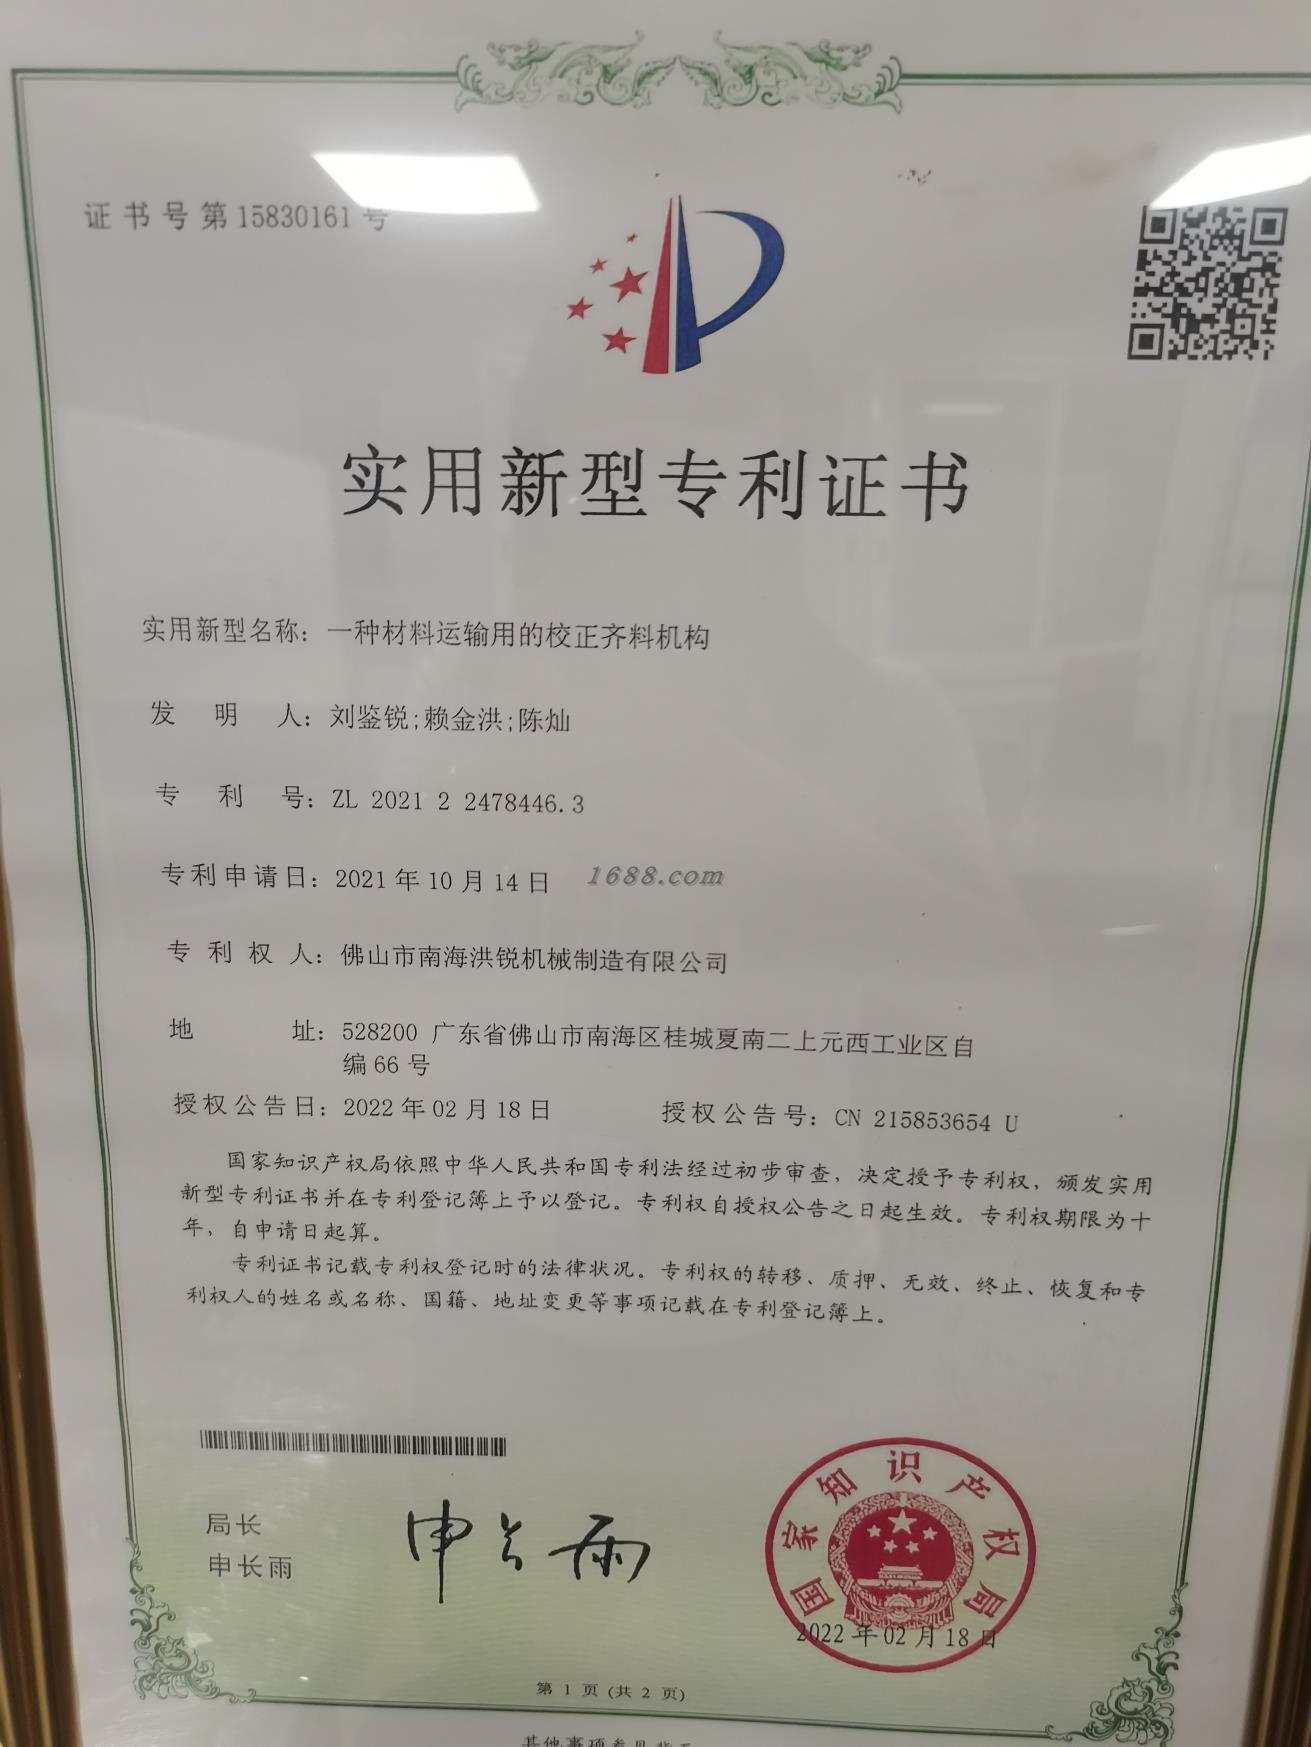 证书号第15830161号
实用新型专利证书
实用新型名称：一种材料运输用的校正齐料机构
发明人：刘鉴锐;赖金洪;陈灿
专利号：ZL 2021 2 2478446.3
专利申请日：2021年10月14日
1688.com
专利权人：佛山市南海洪锐机械制造有限公司
地址：528200 广东省佛山市南海区桂城夏南二上元西工业区自
编66号
授权公告日：2022年02月18日 授权公告号：CN 215853654 U
国家知识产权局依照中华人民共和国专利法经过初步审查，决定授予专利权，颁发实用
新型专利证书并在专利登记簿上予以登记。专利权自授权公告之日起生效。专利权期限为十
年，自申请日起算。
专利证书记载专利权登记时的法律状况。专利权的转移、质押、无效、终止、恢复和专
利权人的姓名或名称、国籍、地址变更等事项记载在专利登记簿上。
局长
申长雨
申长雨
国家知识产权局
2022年02月18日
第 1 页 (共 2 页)
其他事项参见